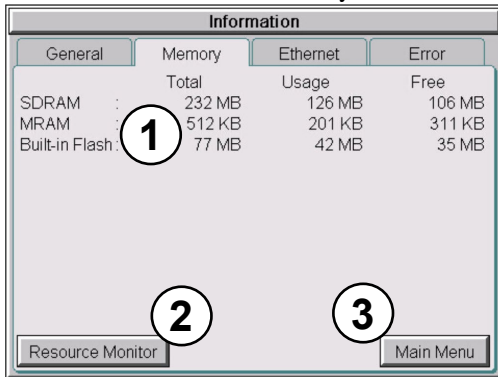 Information
General Memory Ethernet Error
Total Usage Free
SDRAM : 232 MB 126 MB 106 MB
MRAM : 512 KB 201 KB 311 KB
Built-in Flash : 77 MB 42 MB 35 MB
1
2 3
Resource Monitor Main Menu